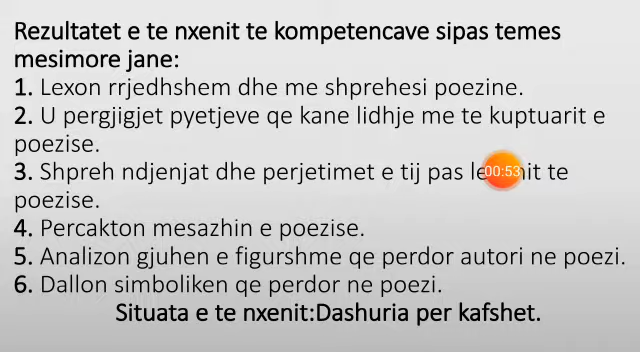 Rezultatet e te nxenit te kompetencave sipas temes
mesimore jane:
1. Lexon rrjedhshem dhe me shprehesi poezine.
2. U pergjigjet pyetjeve qe kane lidhje me te kuptuarit e
poezise.
3. Shpreh ndjenjat dhe perjetimet e tij pas te
00:53
poezise.
4. Percakton mesazhin e poezise.
5. Analizon gjuhen e figurshme qe perdor autori ne poezi.
6. Dallon simboliken qe perdor ne poezi.
Situata e te nxenit:Dashuria per kafshet.